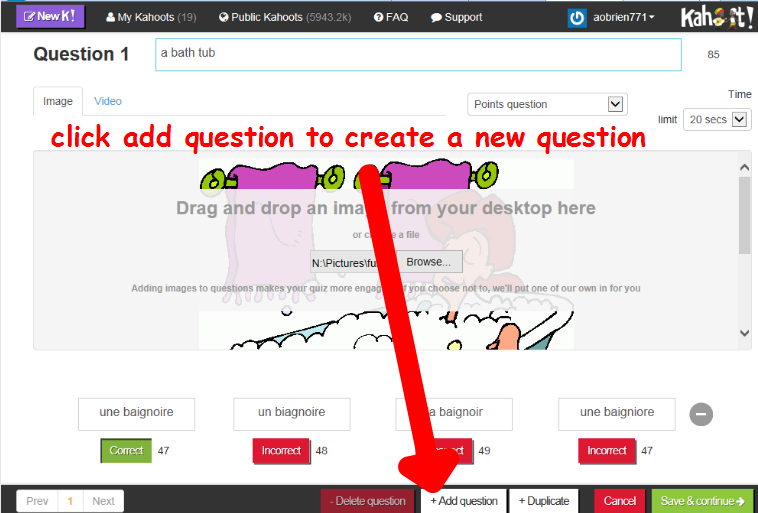 New K!
My Kahoots (19)
Public Kahoots (5943.2k)
FAQ
Support
aobrien771
Kahoot!
Question 1
a bath tub
85
Image
Video
Points question
Time
limit
20 secs
click add question to create a new question
Drag and drop an from your desktop here
or a file
N:\Pictures\fu
Browse...
Adding images to questions makes your quiz more you choose not to, we'll put one of our own in for you
une baignoire
un biagnoire
a baignoir
une baigniore
Correct 47
Incorrect 48
49
Incorrect 47
Prev 1 Next
- Delete question
+ Add question
+ Duplicate
Cancel
Save & continue